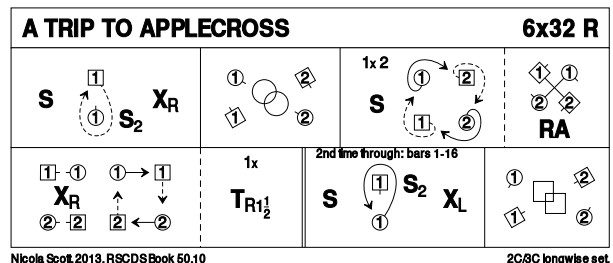 A TRIP TO APPLECROSS 6x32 R
1 S 1 S2 XR
1 2 1 2
1x 2 S 1 2 1 2
1 1 2 2 RA
1 1 1 1 XR 2 2 2 2
1x TR1½
2nd time through: bars 1-16
S 1 S2 XL 1
1 2 1 2
Nicola Scott, 2013, RSCDS Book 50.10 2C/3C longwise set.